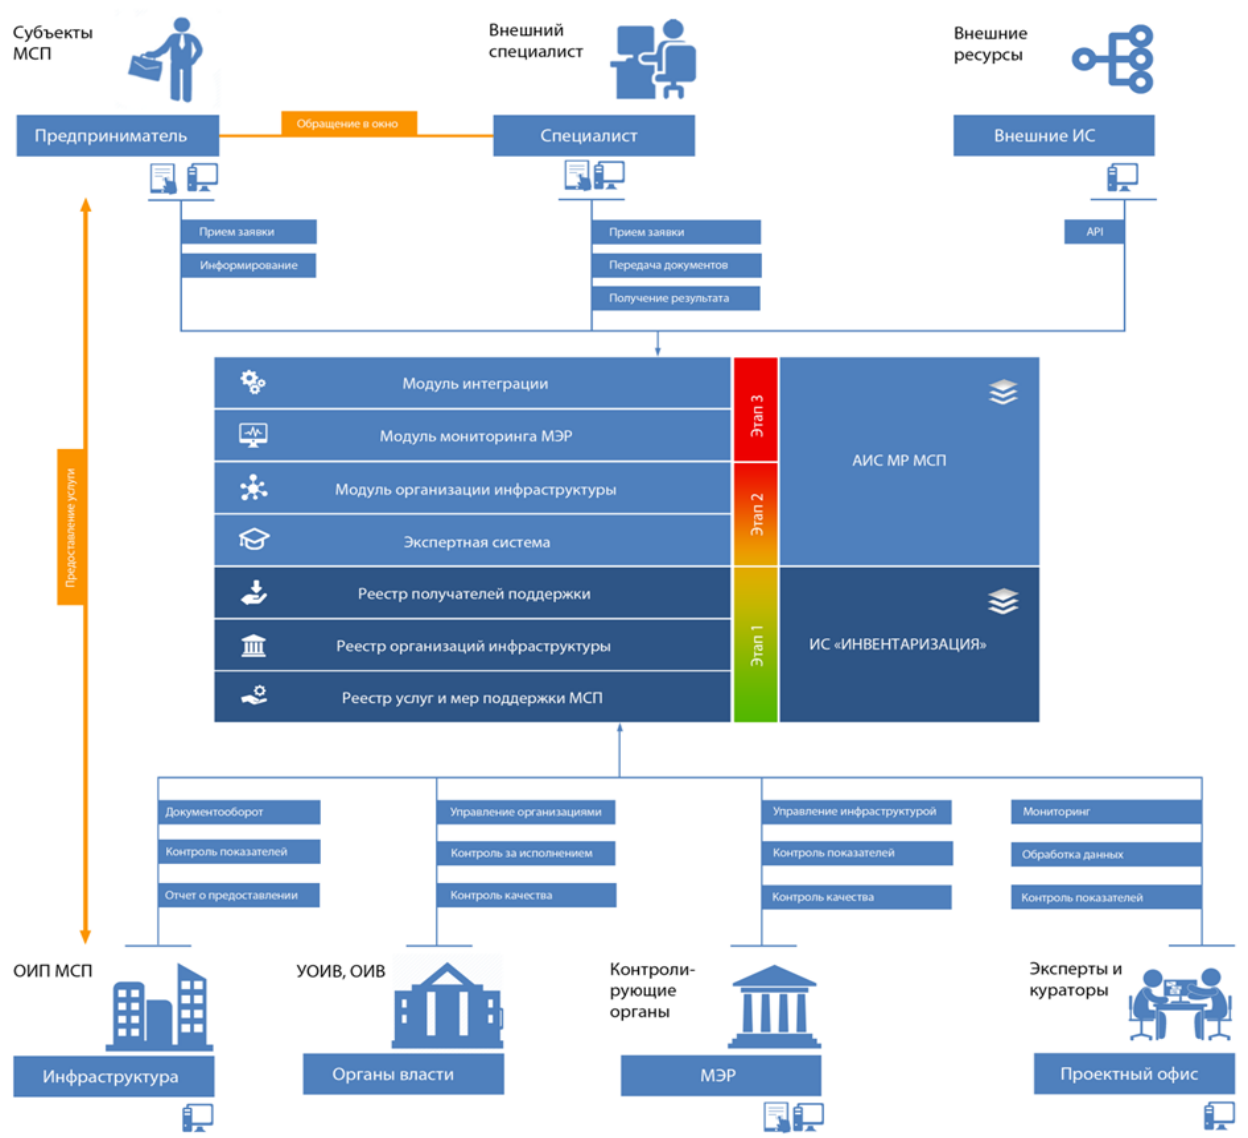 Субъекты
МСП
Внешний
специалист
Внешние
ресурсы
Предприниматель
Обращение в окно
Специалист
Внешние ИС
Прием заявки
Информирование
Прием заявки
Передача документов
Получение результата
API
Предоставление услуги
Модуль интеграции
Модуль мониторинга МЭР
Модуль организации инфраструктуры
Экспертная система
Реестр получателей поддержки
Реестр организаций инфраструктуры
Реестр услуг и мер поддержки МСП
Этап 3
Этап 2
Этап 1
АИС МР МСП
ИС «ИНВЕНТАРИЗАЦИЯ»
Документооборот
Контроль показателей
Отчет о предоставлении
Управление организациями
Контроль за исполнением
Контроль качества
Управление инфраструктурой
Контроль показателей
Контроль качества
Мониторинг
Обработка данных
Контроль показателей
ОИП МСП
УОИВ, ОИВ
Контроли-
рующие
органы
Эксперты и
кураторы
Инфраструктура
Органы власти
МЭР
Проектный офис